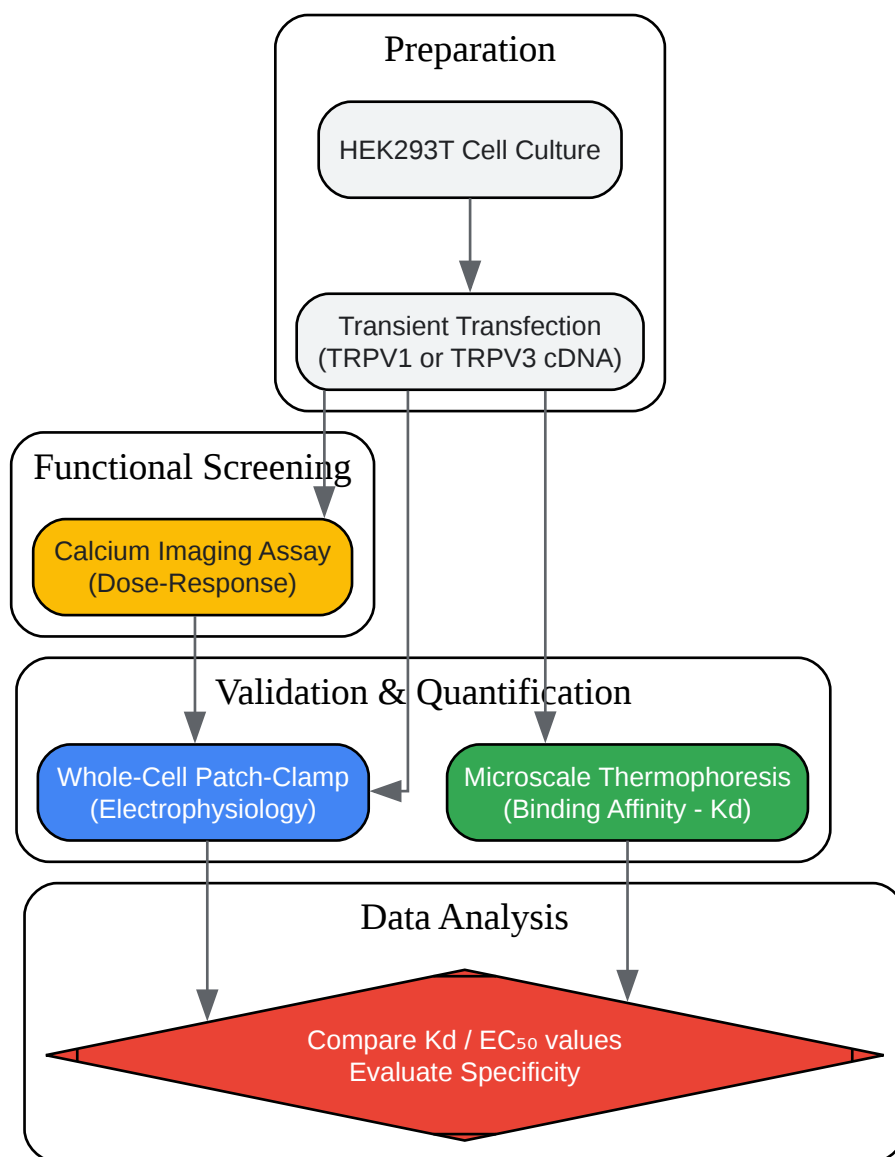 Preparation
HEK293T Cell Culture
Transient Transfection
(TRPV1 or TRPV3 cDNA)
Functional Screening
Calcium Imaging Assay
(Dose-Response)
Validation & Quantification
Whole-Cell Patch-Clamp
(Electrophysiology)
Microscale Thermophoresis
(Binding Affinity - Kd)
Data Analysis
Compare Kd / EC₅₀ values
Evaluate Specificity